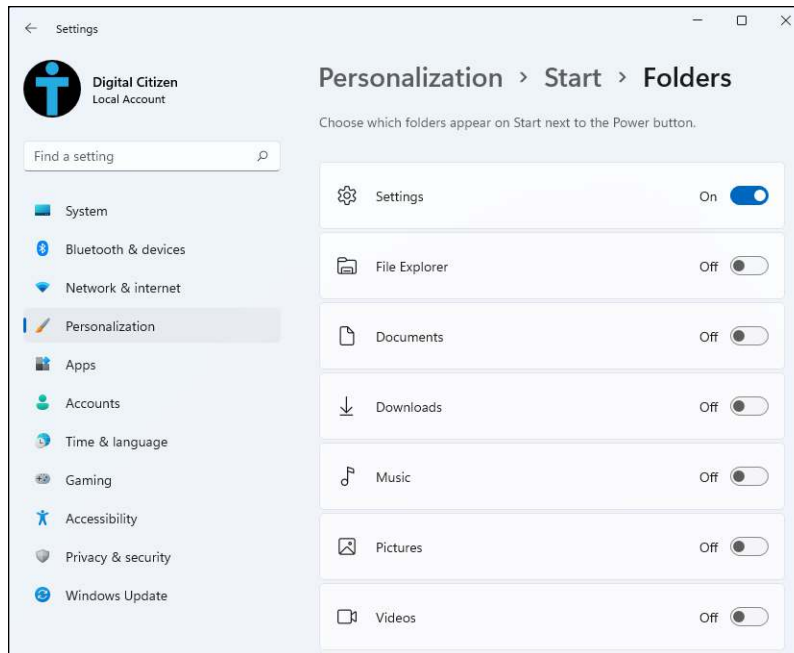 Settings
Digital Citizen
Local Account
Find a setting
System
Bluetooth & devices
Network & internet
Personalization
Apps
Accounts
Time & language
Gaming
Accessibility
Privacy & security
Windows Update
Personalization > Start > Folders
Choose which folders appear on Start next to the Power button.
Settings On
File Explorer Off
Documents Off
Downloads Off
Music Off
Pictures Off
Videos Off